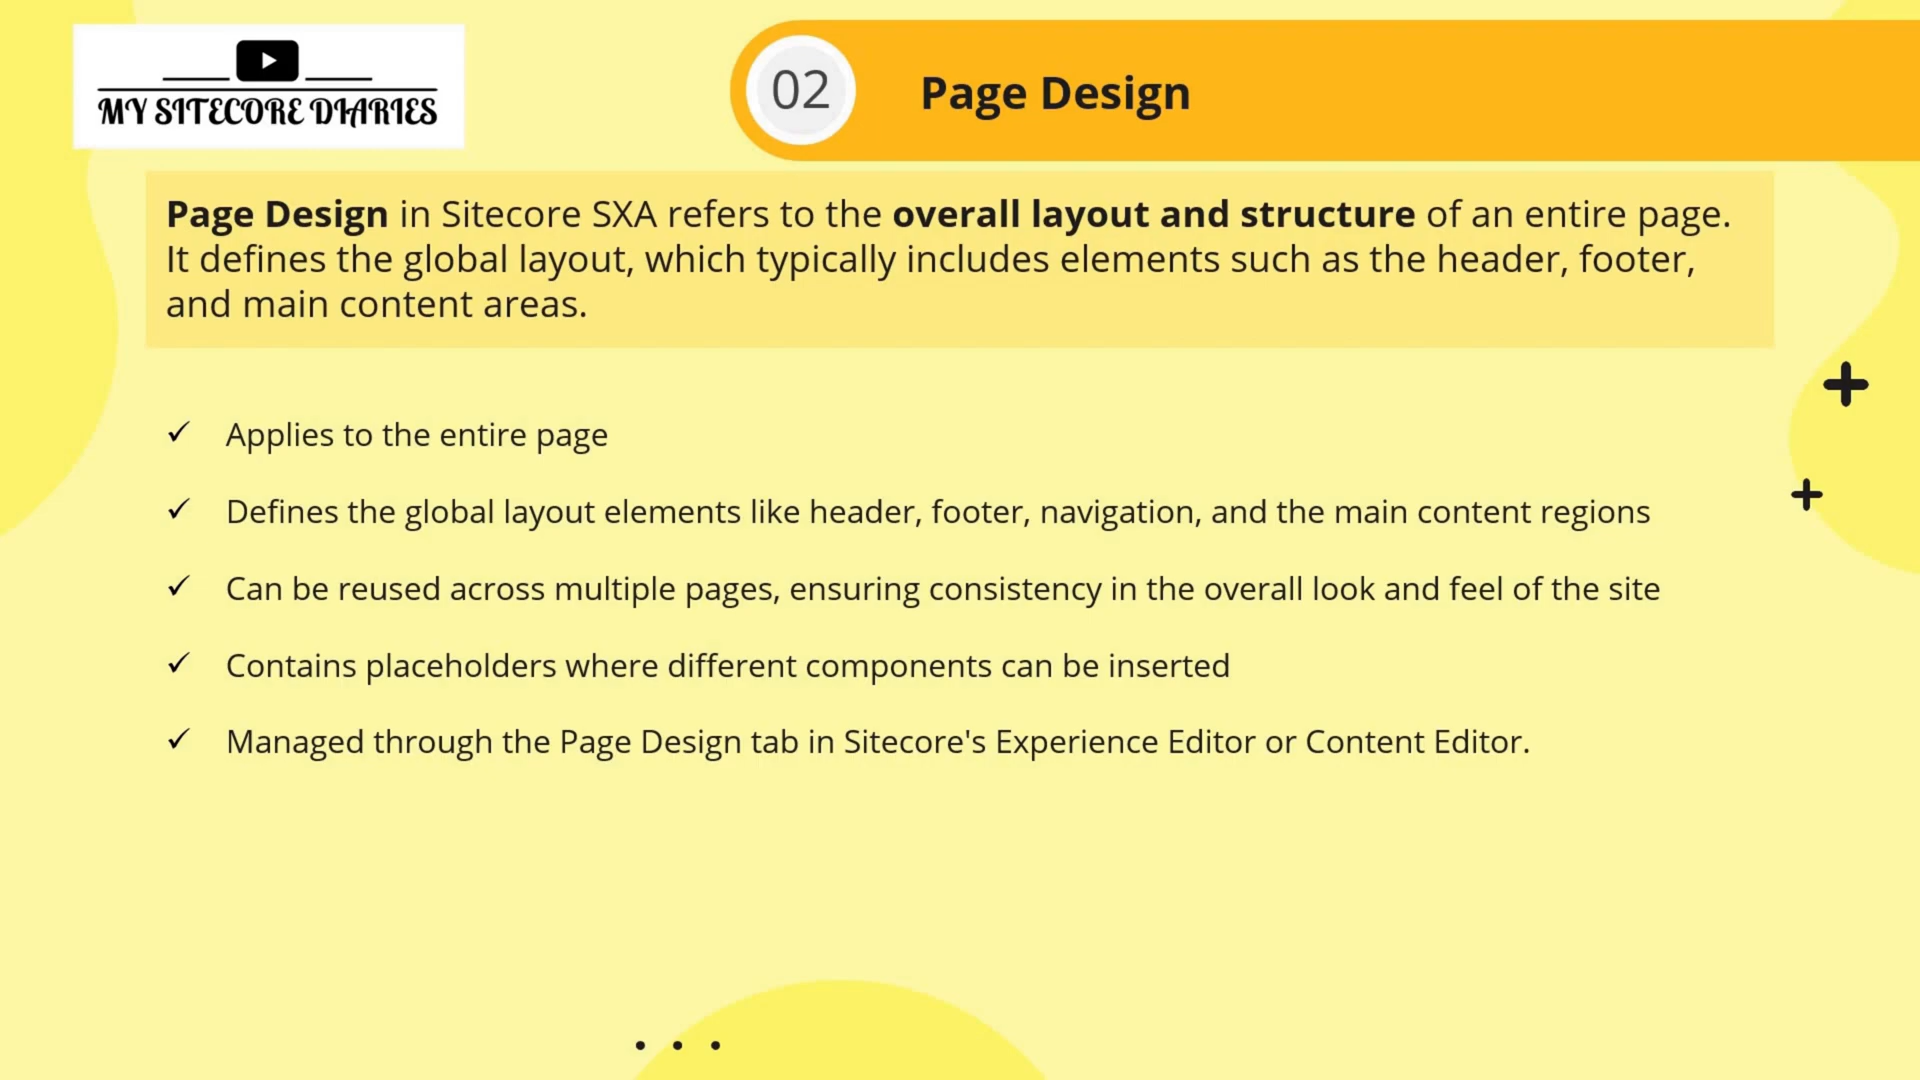 MY SITECORE DIARIES
02
Page Design
Page Design in Sitecore SXA refers to the overall layout and structure of an entire page.
It defines the global layout, which typically includes elements such as the header, footer,
and main content areas.
✓ Applies to the entire page
✓ Defines the global layout elements like header, footer, navigation, and the main content regions
✓ Can be reused across multiple pages, ensuring consistency in the overall look and feel of the site
✓ Contains placeholders where different components can be inserted
✓ Managed through the Page Design tab in Sitecore's Experience Editor or Content Editor.